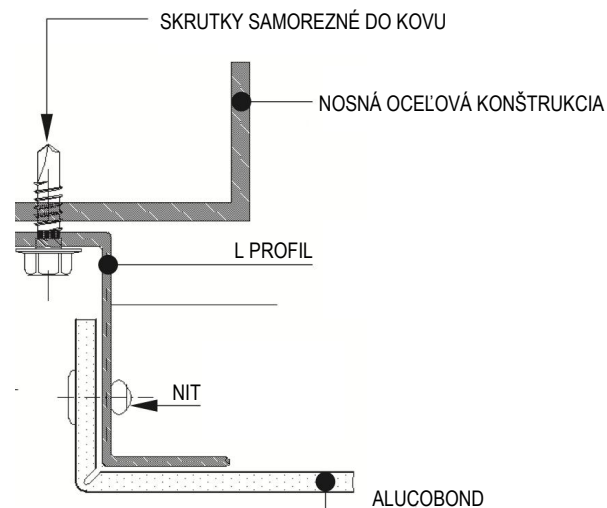 SKRUTKY SAMOREZNÉ DO KOVU
NOSNÁ OCEĽOVÁ KONŠTRUKCIA
L PROFIL
NIT
ALUCOBOND